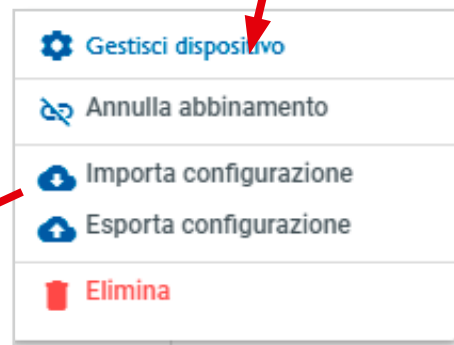 Gestisci dispositivo
Annulla abbinamento
Importa configurazione
Esporta configurazione
Elimina